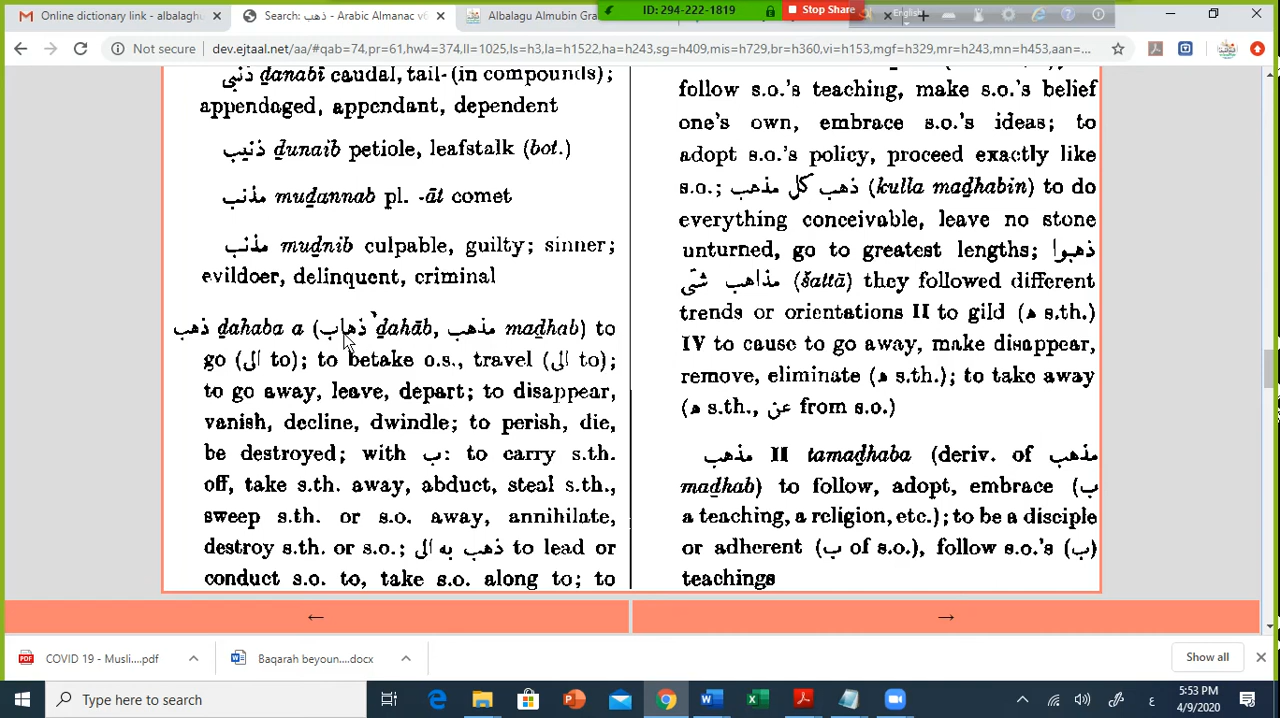 ID: 294-222-1819
Stop Share
English
Online dictionary link - albalaghu
Search: ذهب - Arabic Almanac v6
Albalagu Almubin Gra
Not secure
dev.ejtaal.net/aa/#qab=74,pr=61,hw4=374,ll=1025,ls=h3,la=h1522,ha=h243,sg=h409,mis=h729,br=h360,vi=h153,mgf=h329,mr=h243,mn=h453,aan=...
ذنبي ḏanabī caudal, tail-(in compounds);
appendaged, appendant, dependent
ذنيب ḏunaib petiole, leafstalk (bot.)
مذنب muḏannab pl. -āt comet
مذنب muḏnib culpable, guilty; sinner;
evildoer, delinquent, criminal
ذهب ḏahaba a (ذهاب ḏahāb, مذهب maḏhab) to
go (الى to); to betake o.s., travel (الى to);
to go away, leave, depart; to disappear,
vanish, decline, dwindle; to perish, die,
be destroyed; with ب: to carry s.th.
off, take s.th. away, abduct, steal s.th.,
sweep s.th. or s.o. away, annihilate,
destroy s.th. or s.o.; ذهب به الى to lead or
conduct s.o. to, take s.o. along to; to
follow s.o.'s teaching, make s.o.'s belief
one's own, embrace s.o.'s ideas; to
adopt s.o.'s policy, proceed exactly like
s.o.; ذهب كل مذهب (kulla maḏhabin) to do
everything conceivable, leave no stone
unturned, go to greatest lengths; ذهبوا
مذاهب شتّى (šattā) they followed different
trends or orientations II to gild (ه s.th.)
IV to cause to go away, make disappear,
remove, eliminate (ه s.th.); to take away
(ه s.th., عن from s.o.)
مذهب II tamaḏhaba (deriv. of مذهب
maḏhab) to follow, adopt, embrace (ب
a teaching, a religion, etc.); to be a disciple
or adherent (ب of s.o.), follow s.o.'s (ب)
teachings
← →
COVID 19 - Musli....pdf
Baqarah beyoun....docx
Show all
Type here to search
ع
5:53 PM
4/9/2020